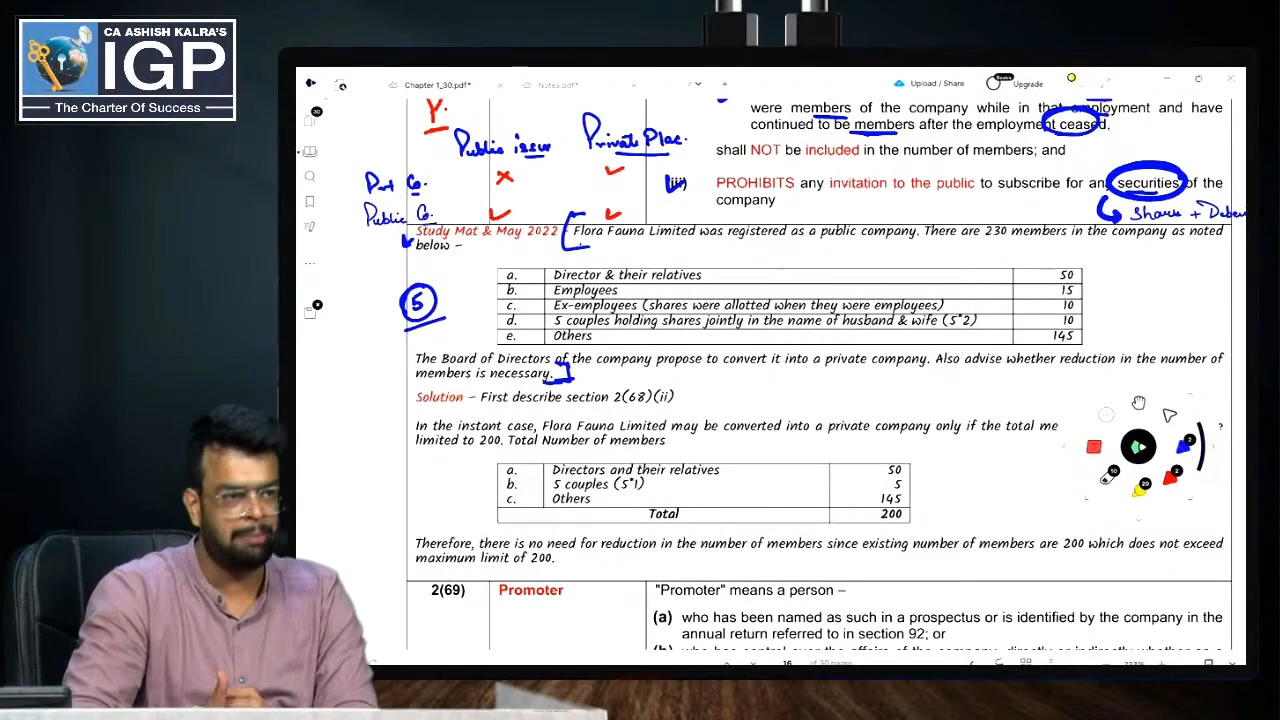 CA ASHISH KALRA'S
IGP
The Charter Of Success
Chapter 1_30.pdf*
Notes.pdf*
Upload / Share
Upgrade
were members of the company while in that employment and have
continued to be members after the employment ceased,
shall NOT be included in the number of members; and
Y.
Public issue
Private Plac.
Pvt Co.
Public Co.
(iii) PROHIBITS any invitation to the public to subscribe for any securities of the
company
Study Mat & May 2022 - Flora Fauna Limited was registered as a public company. There are 230 members in the company as noted
below -
5
a. Director & their relatives 50
b. Employees 15
c. Ex-employees (shares were allotted when they were employees) 10
d. 5 couples holding shares jointly in the name of husband & wife (5*2) 10
e. Others 145
The Board of Directors of the company propose to convert it into a private company. Also advise whether reduction in the number of
members is necessary.
Solution - First describe section 2(68)(ii)
In the instant case, Flora Fauna Limited may be converted into a private company only if the total me
limited to 200. Total Number of members
a. Directors and their relatives 50
b. 5 couples (5*1) 5
c. Others 145
Total 200
Therefore, there is no need for reduction in the number of members since existing number of members are 200 which does not exceed
maximum limit of 200.
2(69) Promoter "Promoter" means a person –
(a) who has been named as such in a prospectus or is identified by the company in the
annual return referred to in section 92; or
16 of 30 pages